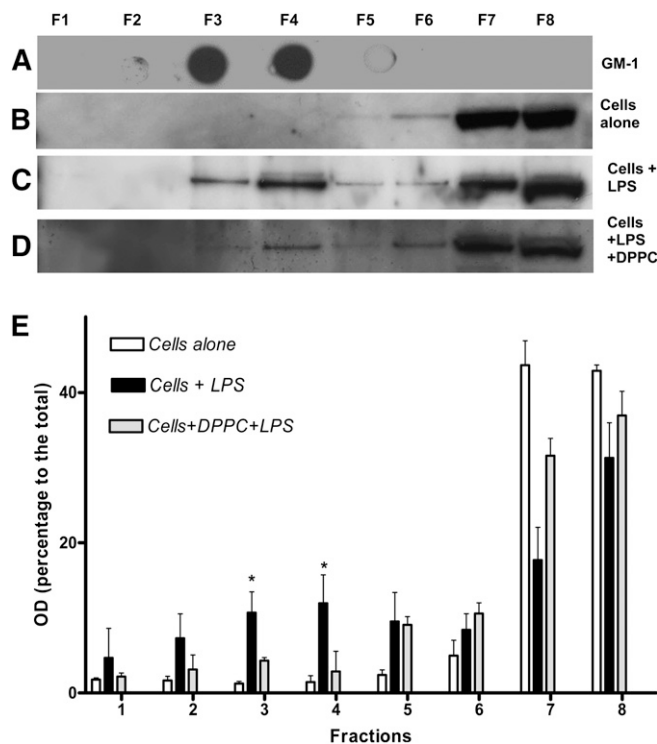 F1 F2 F3 F4 F5 F6 F7 F8
A GM-1
B Cells
alone
C Cells +
LPS
D Cells
+LPS
+DPPC
E
Cells alone
Cells + LPS
Cells+DPPC+LPS
OD (percentage to the total)
40
20
0
* *
1 2 3 4 5 6 7 8
Fractions